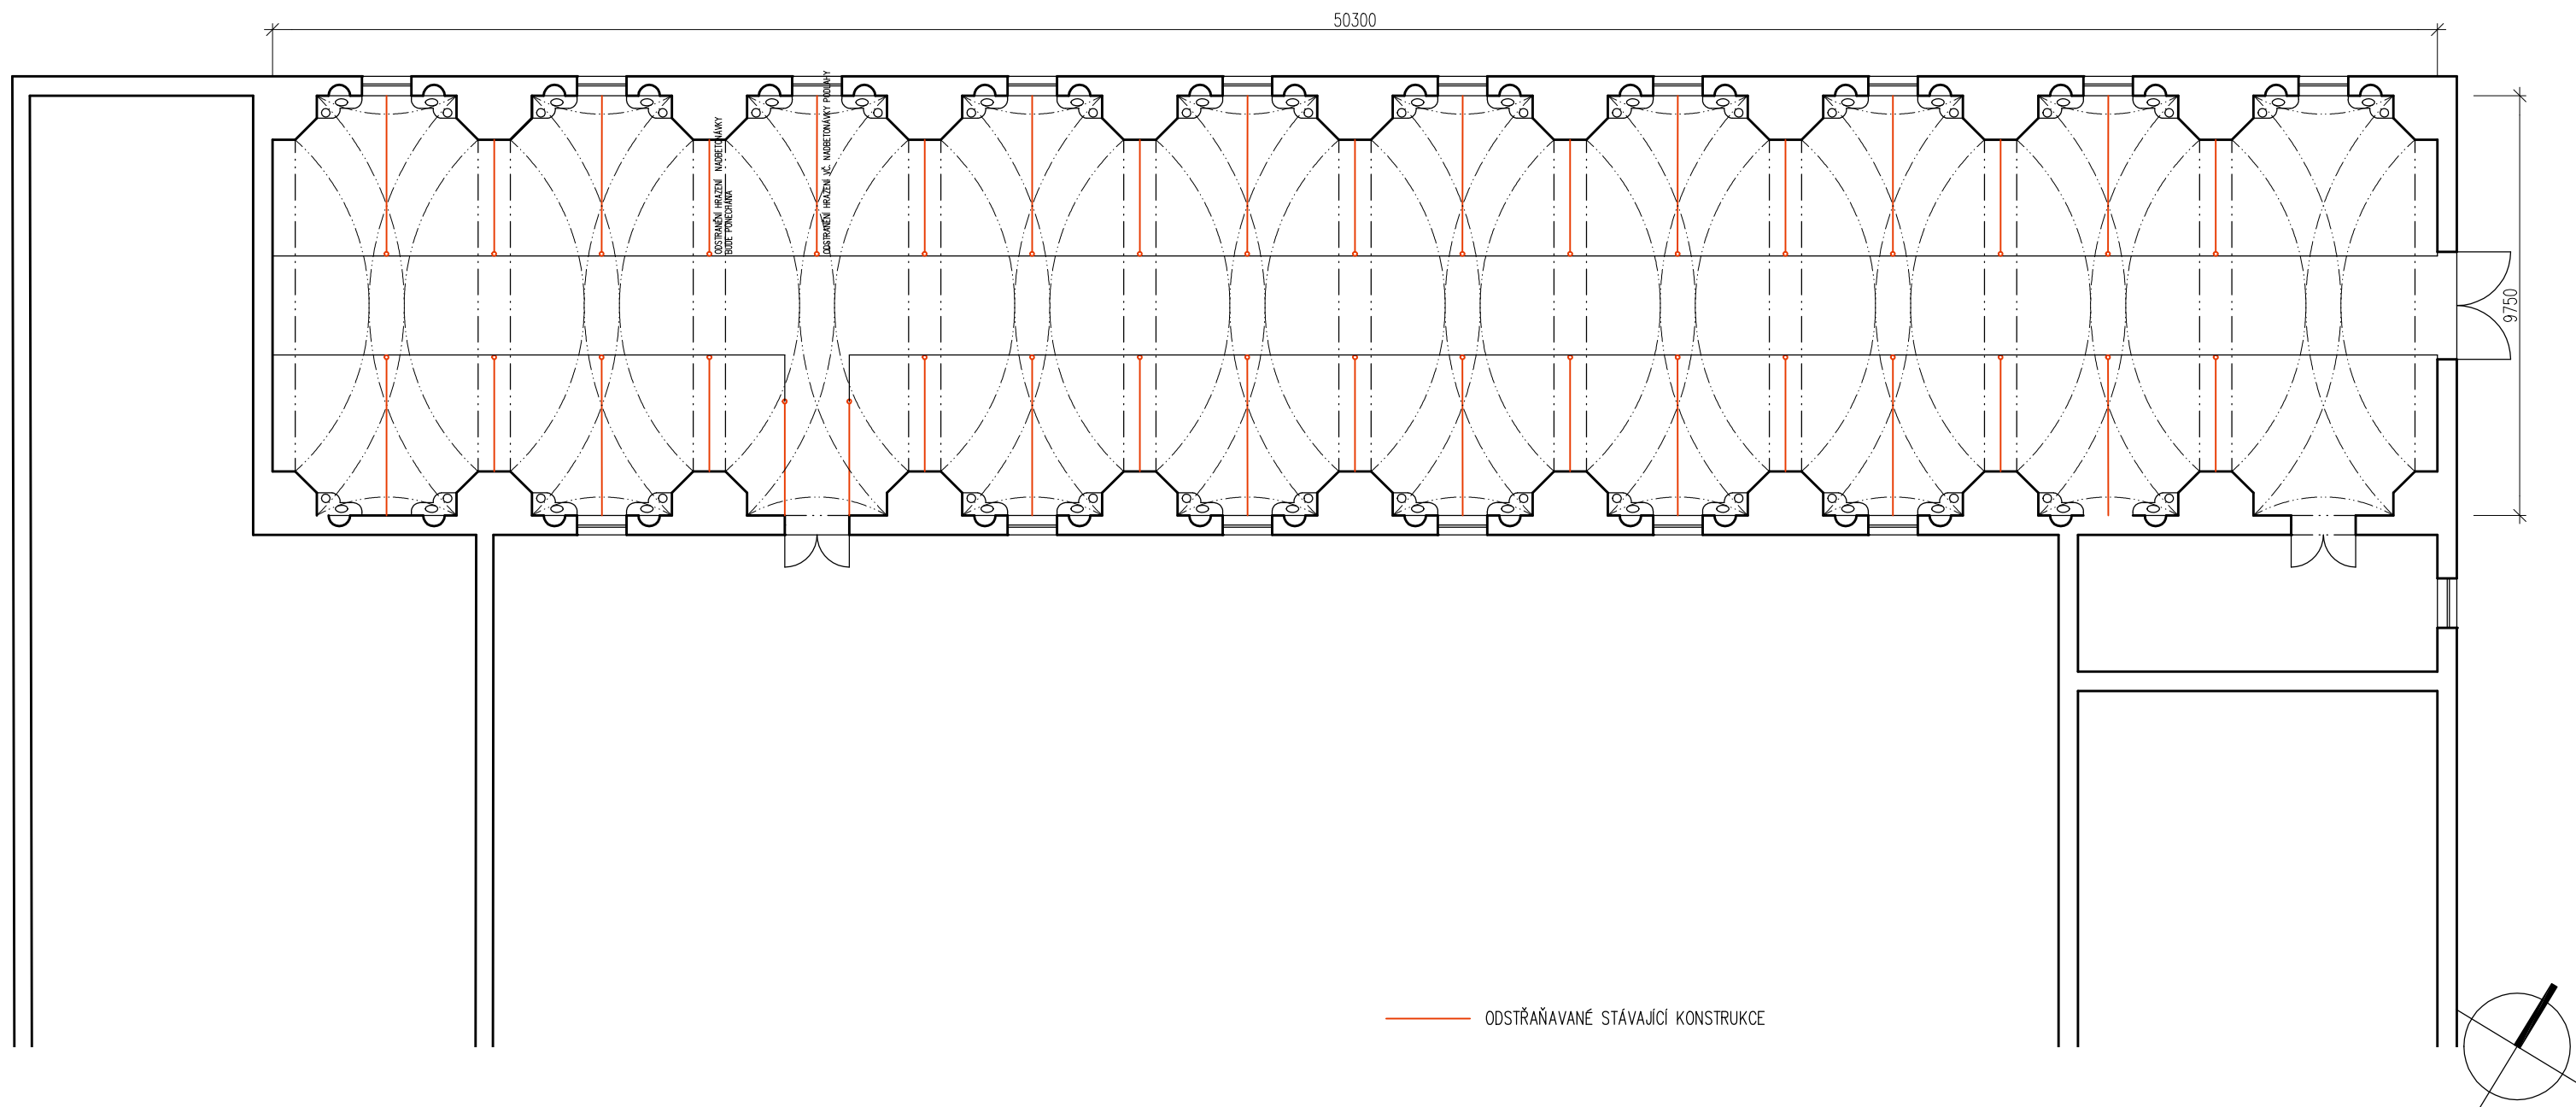 50300
ODSTRANĚNÍ HRAZENÍ NADBETONÁVKY
BUDE PONECHÁNA
ODSTRANĚNÍ HRAZENÍ VČ. NADBETONÁVKY PODLAHY
9750
ODSTŘAŇAVANÉ STÁVAJÍCÍ KONSTRUKCE